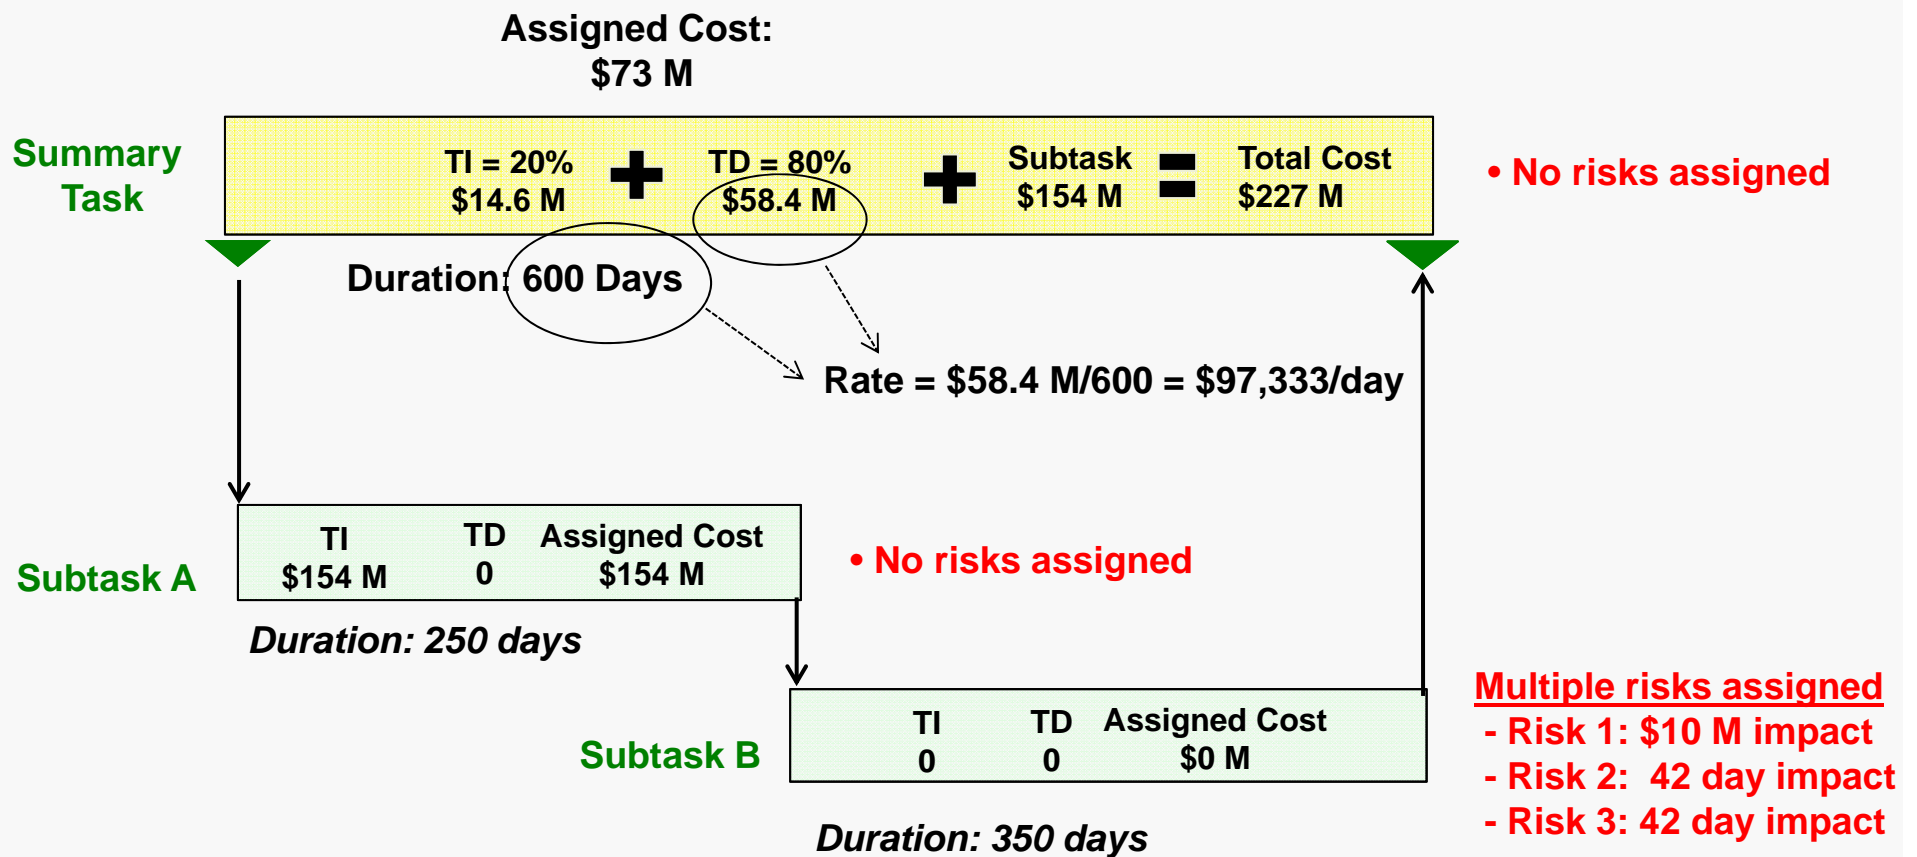 Assigned Cost:
$73 M
Summary
Task
TI = 20%
$14.6 M
+
TD = 80%
$58.4 M
+
Subtask
$154 M
=
Total Cost
$227 M
• No risks assigned
Duration: 600 Days
Rate = $58.4 M/600 = $97,333/day
Subtask A
TI
$154 M
TD
0
Assigned Cost
$154 M
• No risks assigned
Duration: 250 days
Subtask B
TI
0
TD
0
Assigned Cost
$0 M
Duration: 350 days
Multiple risks assigned
- Risk 1: $10 M impact
- Risk 2: 42 day impact
- Risk 3: 42 day impact